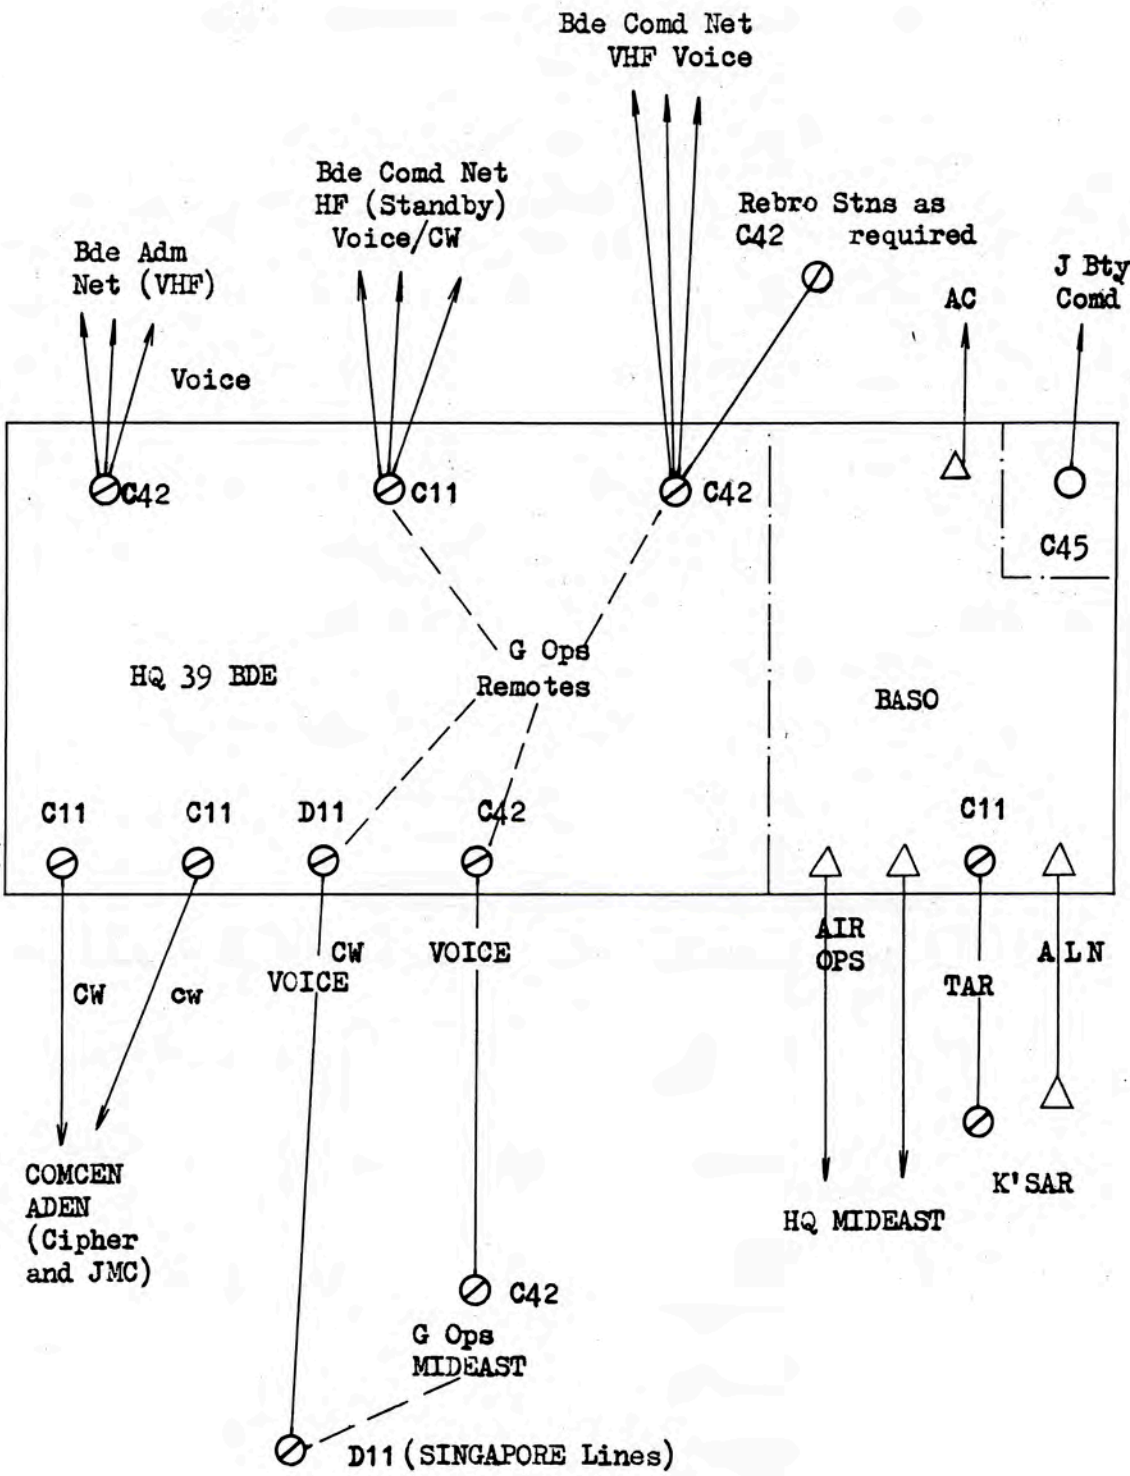 Bde Comd Net
VHF Voice
Bde Comd Net
HF (Standby)
Voice/CW
Rebro Stns as
C42 required
Bde Adm
Net (VHF)
J Bty
Comd
AC
Voice
C42
C11
C42
C45
G Ops
Remotes
HQ 39 BDE
BASO
C11
C11
D11
C42
C11
AIR
OPS
CW
VOICE
VOICE
ALN
CW
cw
TAR
COMCEN
ADEN
(Cipher
and JMC)
K'SAR
HQ MIDEAST
C42
G Ops
MIDEAST
D11 (SINGAPORE Lines)